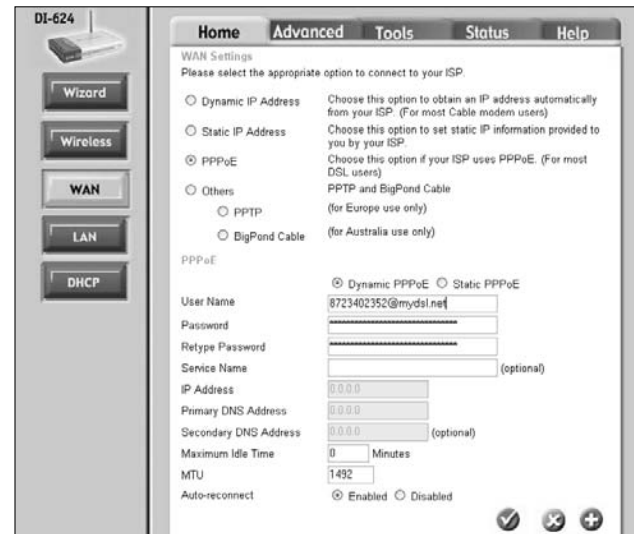 DI-624
Home Advanced Tools Status Help
Wizard
Wireless
WAN
LAN
DHCP
WAN Settings
Please select the appropriate option to connect to your ISP.
Dynamic IP Address Choose this option to obtain an IP address automatically
from your ISP. (For most Cable modem users)
Static IP Address Choose this option to set static IP information provided to
you by your ISP.
PPPoE Choose this option if your ISP uses PPPoE. (For most
DSL users)
Others PPTP and BigPond Cable
PPTP (for Europe use only)
BigPond Cable (for Australia use only)
PPPoE
Dynamic PPPoE Static PPPoE
User Name 8723402352@mydsl.net
Password
Retype Password
Service Name (optional)
IP Address 0.0.0.0
Primary DNS Address 0.0.0.0
Secondary DNS Address 0.0.0.0 (optional)
Maximum Idle Time 0 Minutes
MTU 1492
Auto-reconnect Enabled Disabled